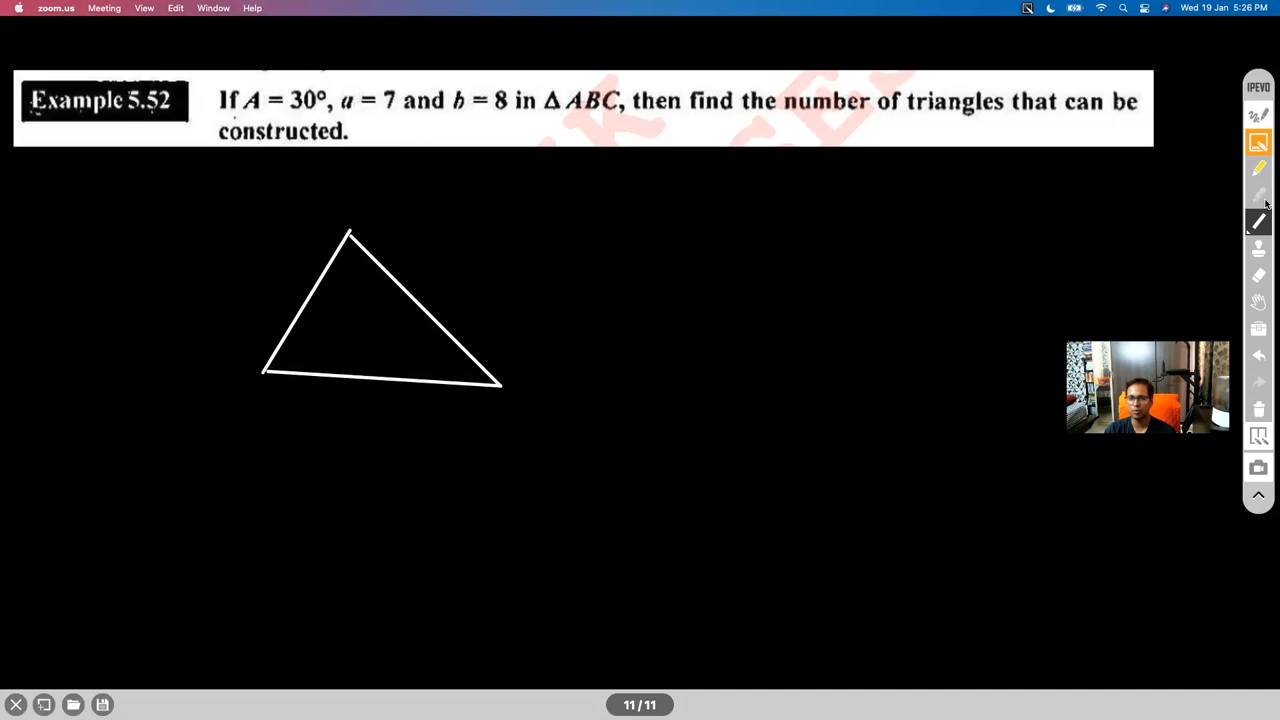 zoom.us Meeting View Edit Window Help Wed 19 Jan 5:26 PM
IPEVO
Example 5.52 If A = 30°, a = 7 and b = 8 in Δ ABC, then find the number of triangles that can be
constructed.
11 / 11